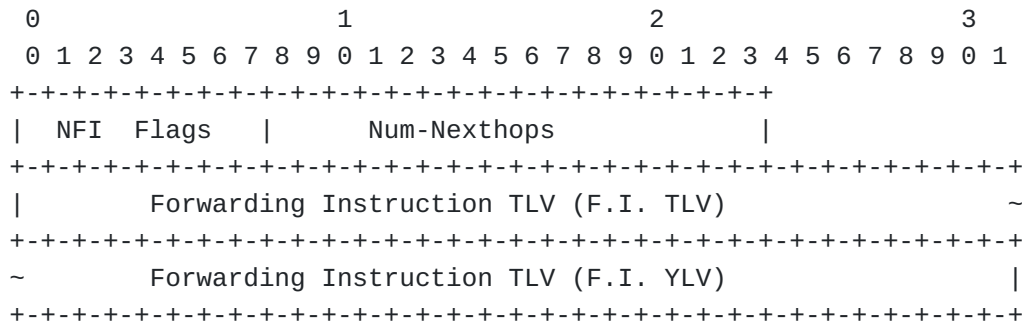 0                   1                   2                   3
 0 1 2 3 4 5 6 7 8 9 0 1 2 3 4 5 6 7 8 9 0 1 2 3 4 5 6 7 8 9 0 1
+-+-+-+-+-+-+-+-+-+-+-+-+-+-+-+-+-+-+-+-+-+-+-+-+
|  NFI  Flags   |      Num-Nexthops             |
+-+-+-+-+-+-+-+-+-+-+-+-+-+-+-+-+-+-+-+-+-+-+-+-+-+-+-+-+-+-+-+-+
|        Forwarding Instruction TLV (F.I. TLV)                  ~
+-+-+-+-+-+-+-+-+-+-+-+-+-+-+-+-+-+-+-+-+-+-+-+-+-+-+-+-+-+-+-+-+
~        Forwarding Instruction TLV (F.I. YLV)                  |
+-+-+-+-+-+-+-+-+-+-+-+-+-+-+-+-+-+-+-+-+-+-+-+-+-+-+-+-+-+-+-+-+